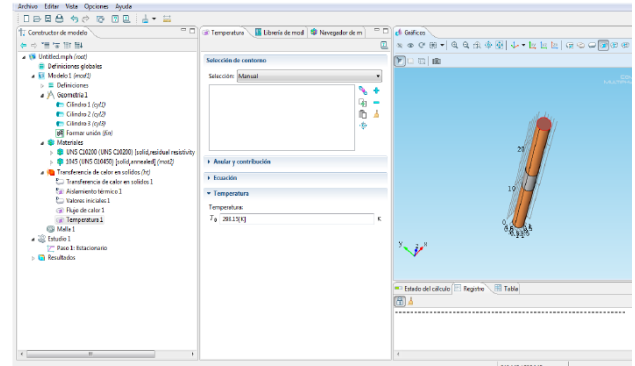 Archivo Editar Vista Opciones Ayuda
Constructor de modelo
Untitled.mph (root)
Definiciones globales
Modelo 1 (mod1)
Definiciones
Geometría 1
Cilindro 1 (cyl1)
Cilindro 2 (cyl2)
Cilindro 3 (cyl3)
Formar unión (fin)
Materiales
UNS C10200 (UNS C10200) [solid,residual resistivity
1045 (UNS G10450) [solid,annealed] (mat2)
Transferencia de calor en sólidos (ht)
Transferencia de calor en sólidos 1
Aislamiento térmico 1
Valores iniciales 1
Flujo de calor 1
Temperatura 1
Malla 1
Estudio 1
Paso 1: Estacionario
Resultados
Temperatura
Librería de mod
Navegador de m
Selección de contorno
Selección: Manual
Anular y contribución
Ecuación
Temperatura
Temperatura:
T₀ 293.15[K] K
Gráficos
20
10
0
y z x
Estado del cálculo Registro Tabla